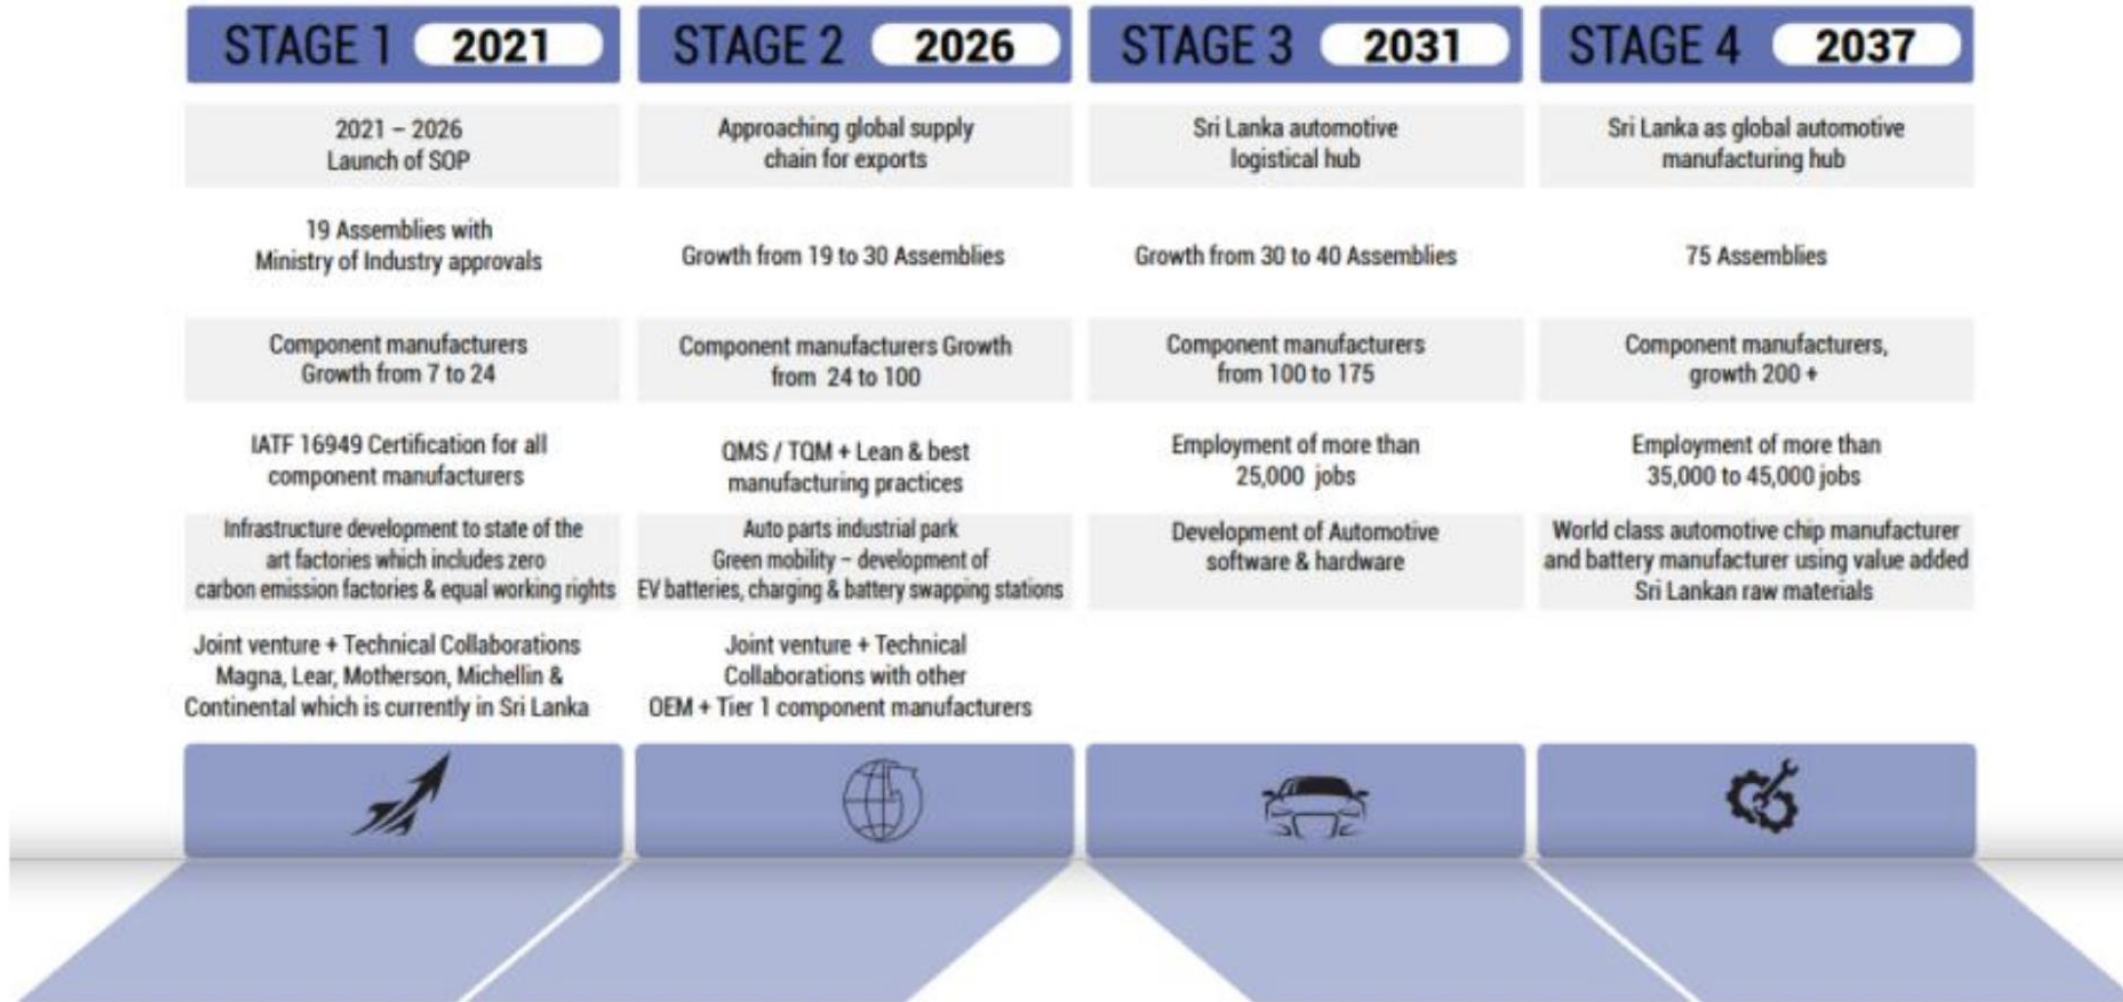 STAGE 1 2021
2021 – 2026
Launch of SOP
19 Assemblies with
Ministry of Industry approvals
Component manufacturers
Growth from 7 to 24
IATF 16949 Certification for all
component manufacturers
Infrastructure development to state of the
art factories which includes zero
carbon emission factories & equal working rights
Joint venture + Technical Collaborations
Magna, Lear, Motherson, Michellin &
Continental which is currently in Sri Lanka
STAGE 2 2026
Approaching global supply
chain for exports
Growth from 19 to 30 Assemblies
Component manufacturers Growth
from 24 to 100
QMS / TQM + Lean & best
manufacturing practices
Auto parts industrial park
Green mobility – development of
EV batteries, charging & battery swapping stations
Joint venture + Technical
Collaborations with other
OEM + Tier 1 component manufacturers
STAGE 3 2031
Sri Lanka automotive
logistical hub
Growth from 30 to 40 Assemblies
Component manufacturers
from 100 to 175
Employment of more than
25,000 jobs
Development of Automotive
software & hardware
STAGE 4 2037
Sri Lanka as global automotive
manufacturing hub
75 Assemblies
Component manufacturers,
growth 200 +
Employment of more than
35,000 to 45,000 jobs
World class automotive chip manufacturer
and battery manufacturer using value added
Sri Lankan raw materials